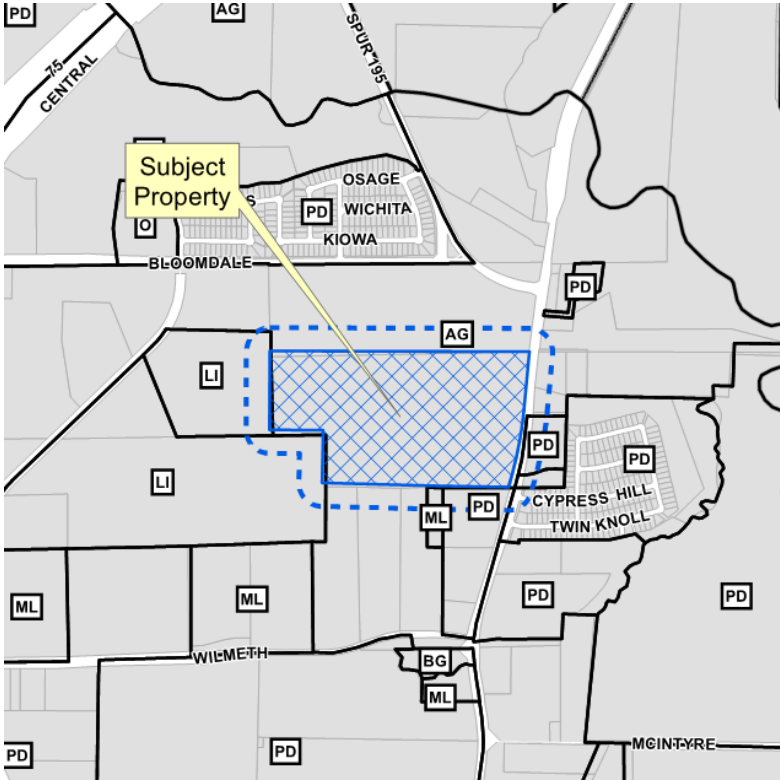 PD
AG
75
CENTRAL
SPUR 195
Subject
Property
OSAGE
S
PD
WICHITA
O
KIOWA
BLOOMDALE
PD
AG
LI
PD
PD
LI
CYPRESS HILL
PD
ML
TWIN KNOLL
ML
ML
PD
PD
WILMETH
BG
ML
PD
PD
MCINTYRE